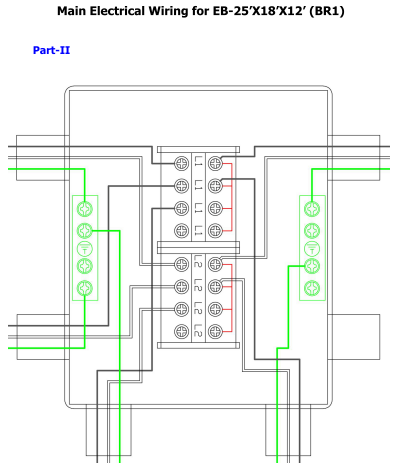 Main Electrical Wiring for EB-25’X18’X12’ (BR1)
Part-II
L1
L1
L1
L1
L2
L2
L2
L2